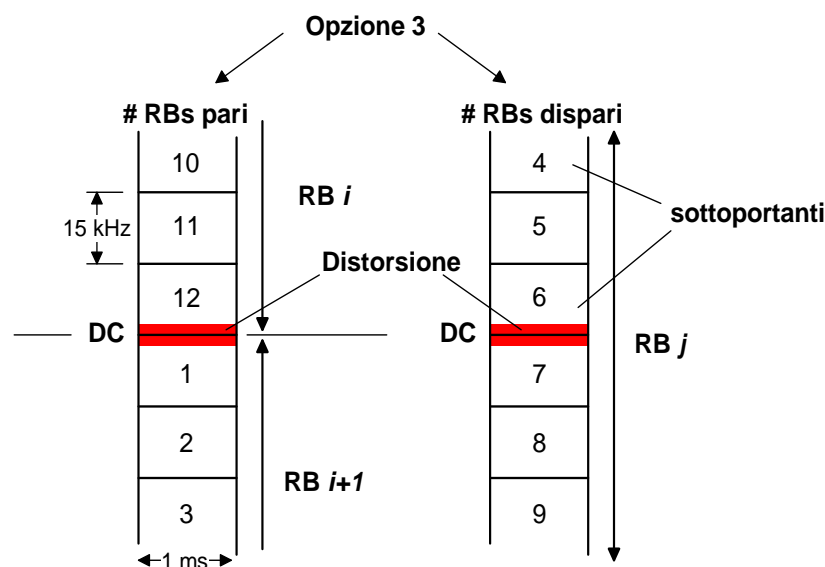 Opzione 3
# RBs pari
# RBs dispari
10
4
RB i
15 kHz
11
5
sottoportanti
Distorsione
12
6
DC
DC
RB j
1
7
2
8
RB i+1
3
9
1 ms